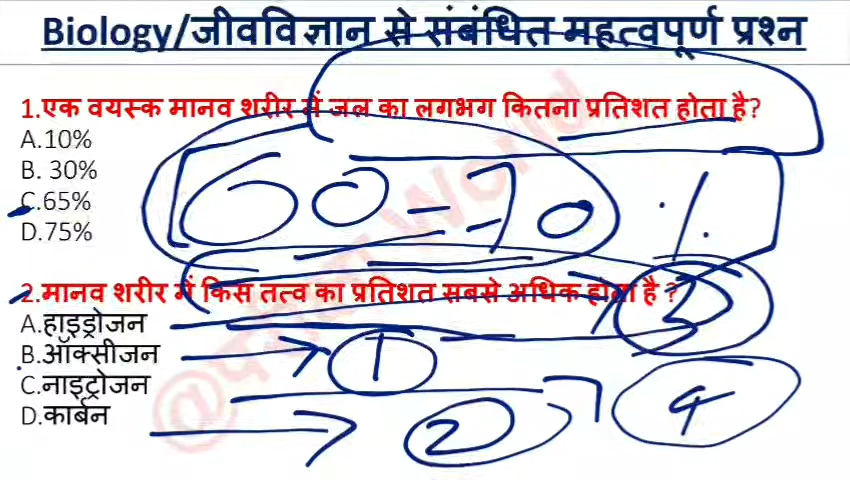 Biology/जीवविज्ञान से संबंधित महत्वपूर्ण प्रश्न
1.एक वयस्क मानव शरीर में जल का लगभग कितना प्रतिशत होता है?
A.10%
B. 30%
C.65%
D.75%
60-70 %
2.मानव शरीर में किस तत्व का प्रतिशत सबसे अधिक होता है ?
A.हाइड्रोजन
3
B.ऑक्सीजन
1
C.नाइट्रोजन
4
D.कार्बन
2